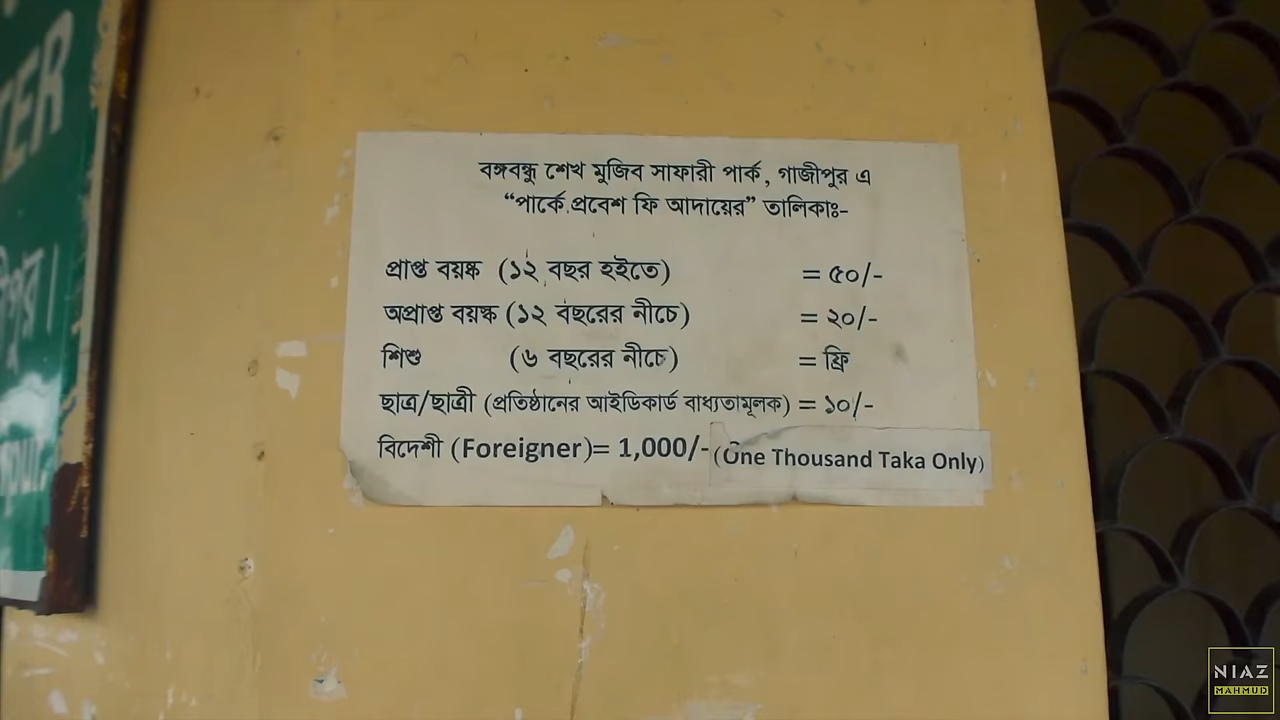 TER
বঙ্গবন্ধু শেখ মুজিব সাফারী পার্ক, গাজীপুর এ
“পার্কে প্রবেশ ফি আদায়ের” তালিকাঃ-
প্রাপ্ত বয়স্ক (১২ বছর হইতে) = ৫০/-
অপ্রাপ্ত বয়স্ক (১২ বছরের নীচে) = ২০/-
শিশু (৬ বছরের নীচে) = ফ্রি
ছাত্র/ছাত্রী (প্রতিষ্ঠানের আইডিকার্ড বাধ্যতামূলক) = ১০/-
বিদেশী (Foreigner)= 1,000/- (One Thousand Taka Only)
NIAZ
MAHMUD